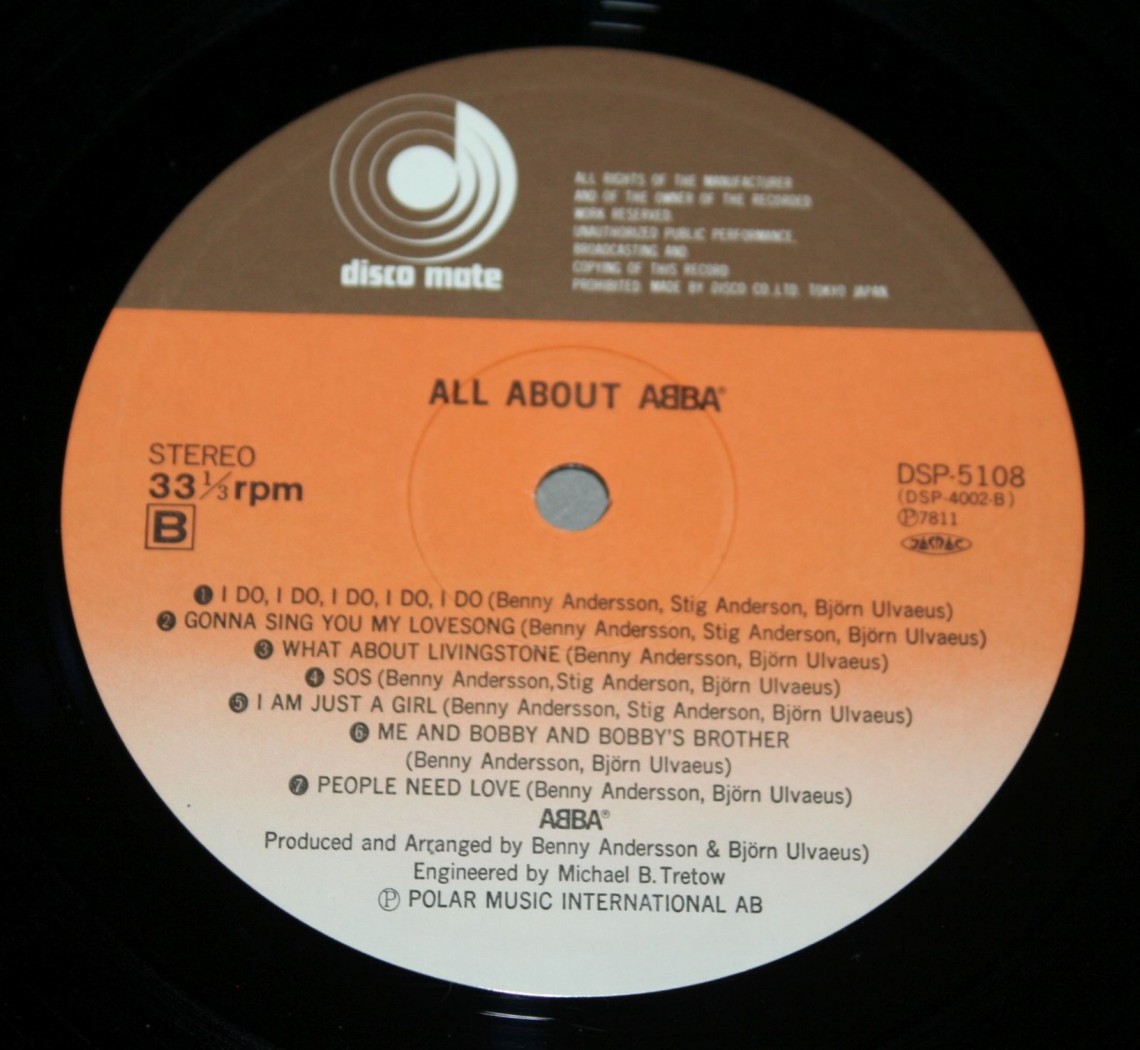 disco mate
ALL RIGHTS OF THE MANUFACTURER
AND OF THE OWNER OF THE RECORDED
WORK RESERVED.
UNAUTHORIZED PUBLIC PERFORMANCE,
BROADCASTING AND
COPYING OF THIS RECORD
PROHIBITED. MADE BY DISCO CO.,LTD. TOKYO JAPAN
ALL ABOUT ABBA®
STEREO
33 1/3 rpm
B
DSP-5108
(DSP-4002-B)
Ⓟ7811
❶ I DO, I DO, I DO, I DO, I DO (Benny Andersson, Stig Anderson, Björn Ulvaeus)
❷ GONNA SING YOU MY LOVESONG (Benny Andersson, Stig Anderson, Björn Ulvaeus)
❸ WHAT ABOUT LIVINGSTONE (Benny Andersson, Björn Ulvaeus)
❹ SOS (Benny Andersson,Stig Anderson, Björn Ulvaeus)
❺ I AM JUST A GIRL (Benny Andersson, Stig Anderson, Björn Ulvaeus)
❻ ME AND BOBBY AND BOBBY'S BROTHER
(Benny Andersson, Björn Ulvaeus)
❼ PEOPLE NEED LOVE (Benny Andersson, Björn Ulvaeus)
ABBA®
Produced and Arranged by Benny Andersson & Björn Ulvaeus)
Engineered by Michael B. Tretow
Ⓟ POLAR MUSIC INTERNATIONAL AB